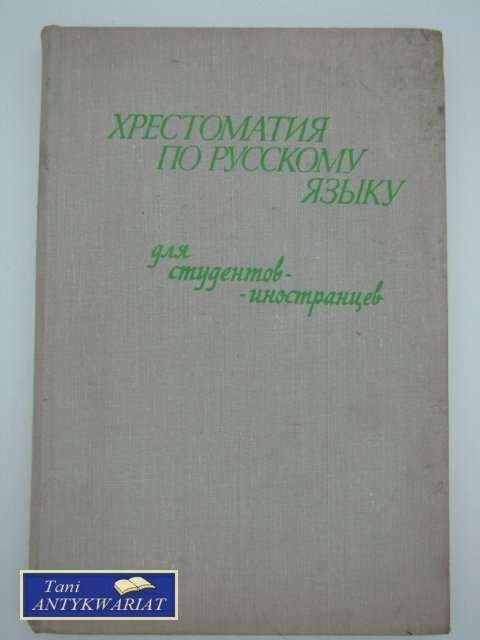 ХРЕСТОМАТИЯ
ПО РУССКОМУ
ЯЗЫКУ
для
студентов-
-иностранцев
Tani
ANTYKWARIAT